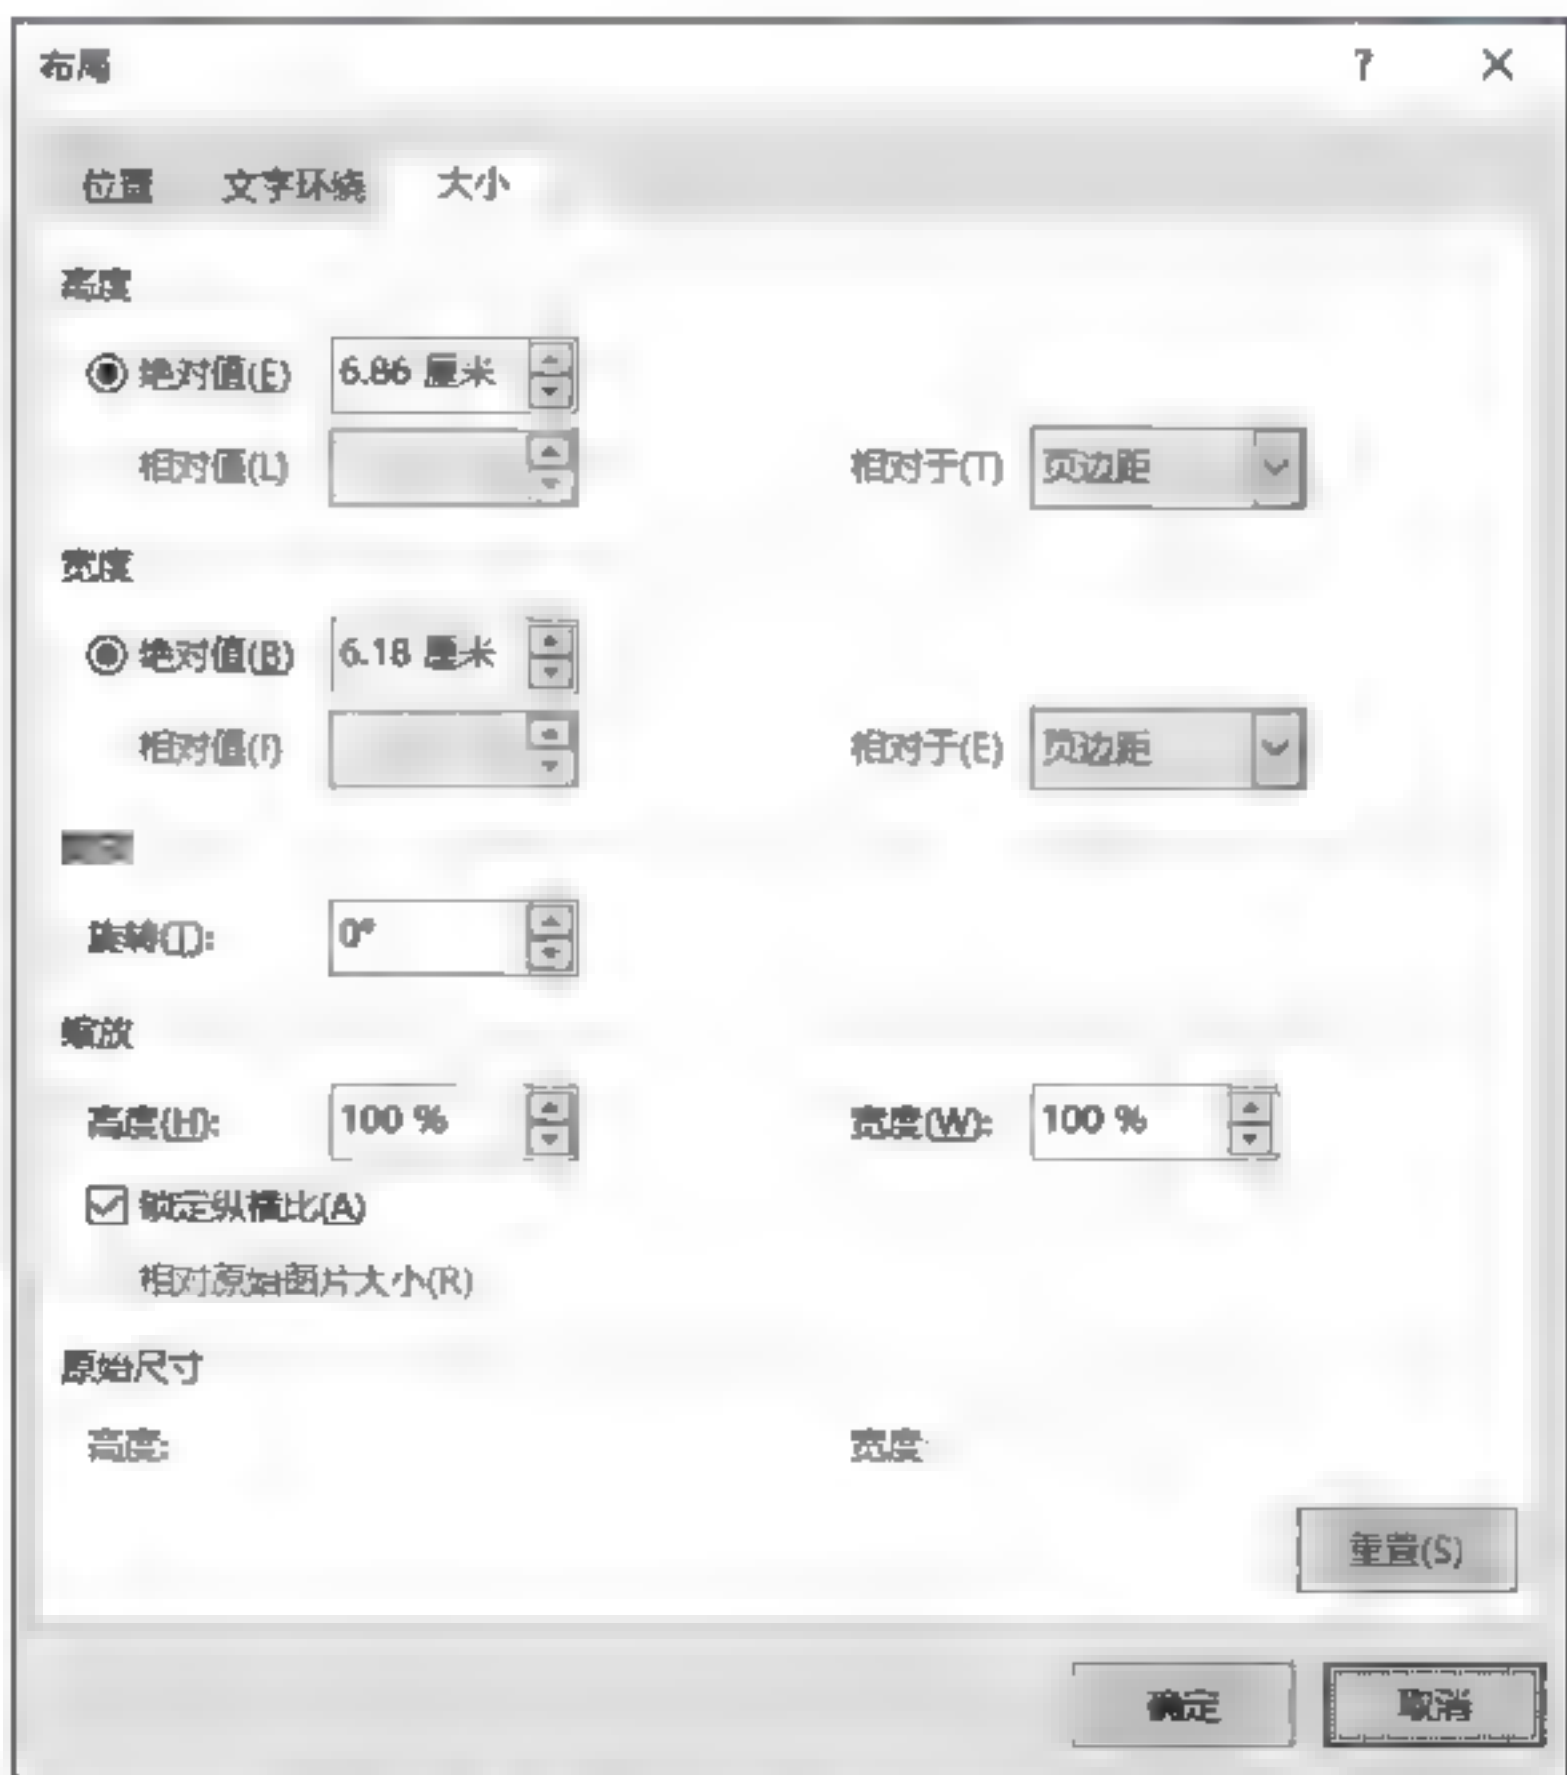 布局 ?
位置 文字环绕 大小
高度
绝对值(E) 6.86 厘米
相对值(L) 相对于(T) 页边距
宽度
绝对值(B) 6.18 厘米
相对值(I) 相对于(E) 页边距
旋转(T): 0°
缩放
高度(H): 100 % 宽度(W): 100 %
锁定纵横比(A)
相对原始图片大小(R)
原始尺寸
高度: 宽度:
重置(S)
确定 取消